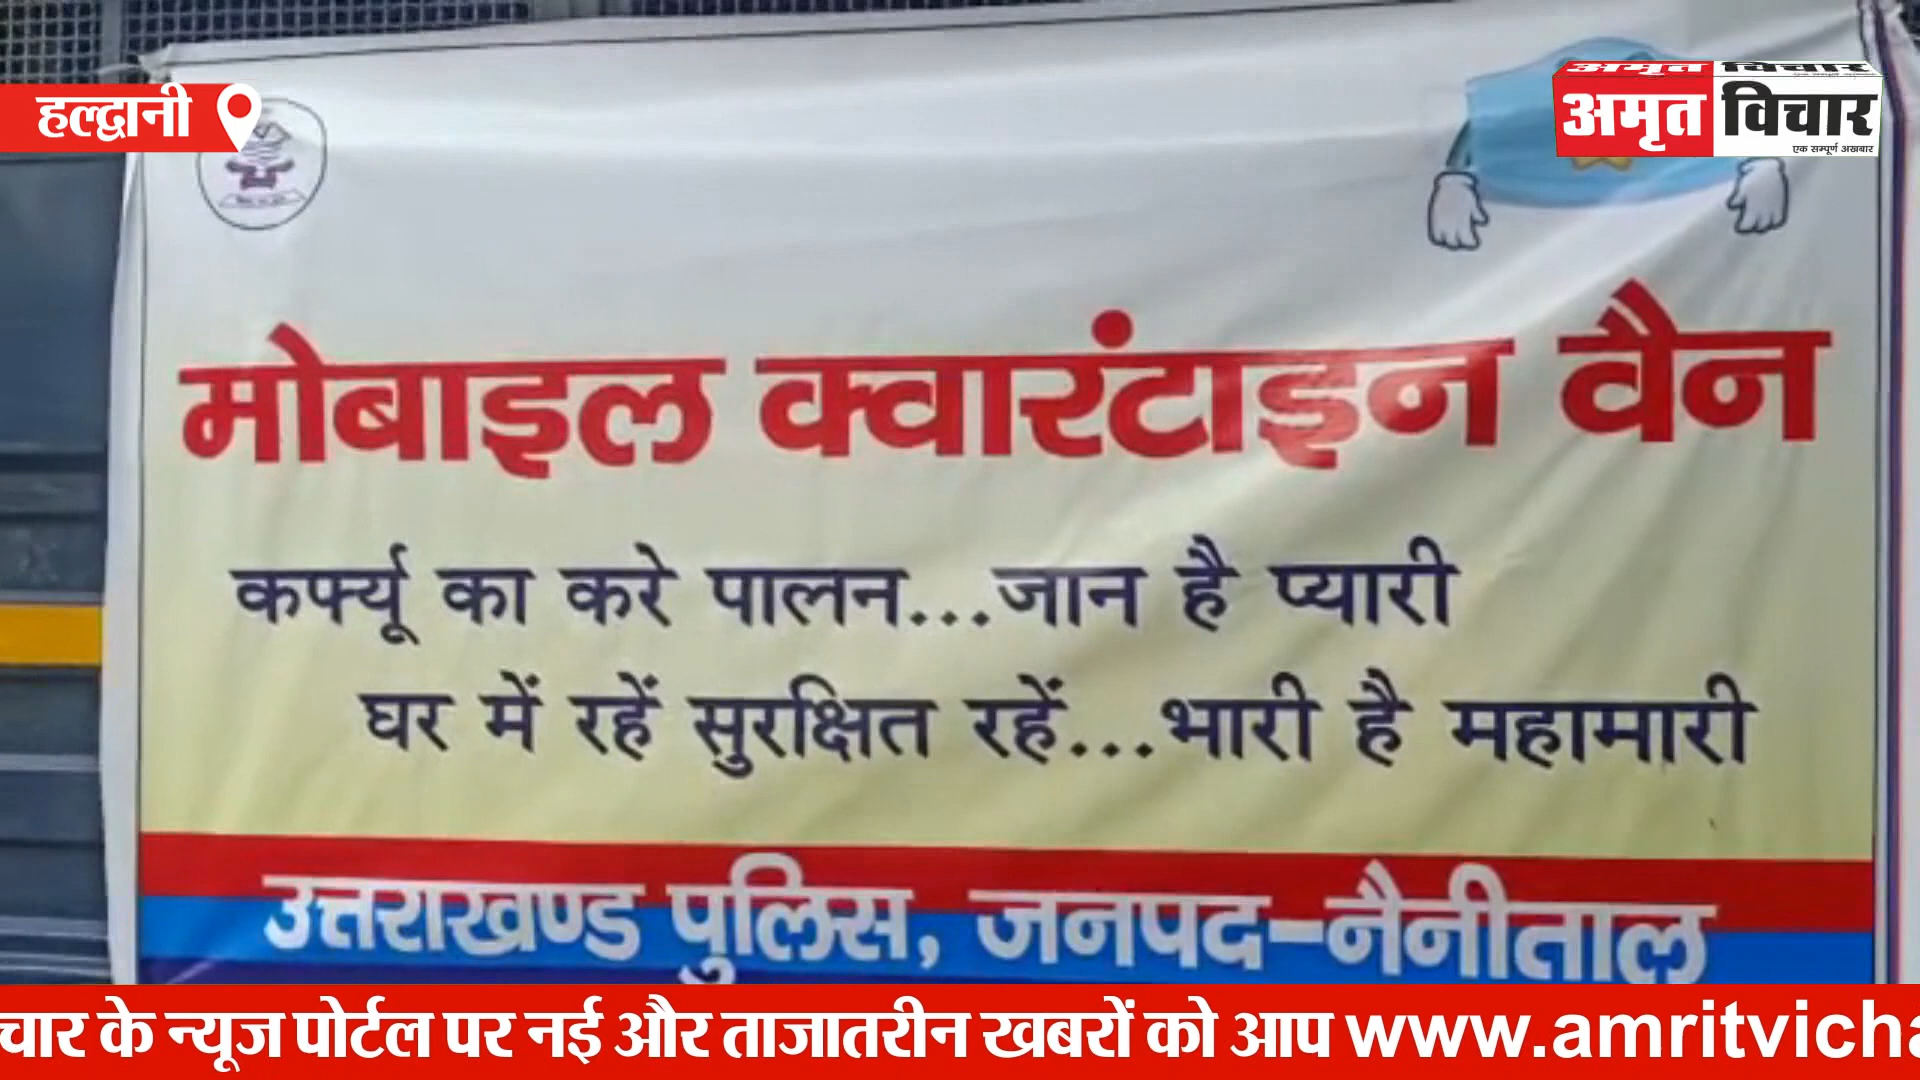 हल्द्वानी
अमृत विचार
अमृत विचार
एक सम्पूर्ण अखबार
मोबाइल क्वारंटाइन वैन
कर्फ्यू का करे पालन...जान है प्यारी
घर में रहें सुरक्षित रहें...भारी है महामारी
उत्तराखण्ड पुलिस, जनपद-नैनीताल
चार के न्यूज पोर्टल पर नई और ताजातरीन खबरों को आप www.amritvicha